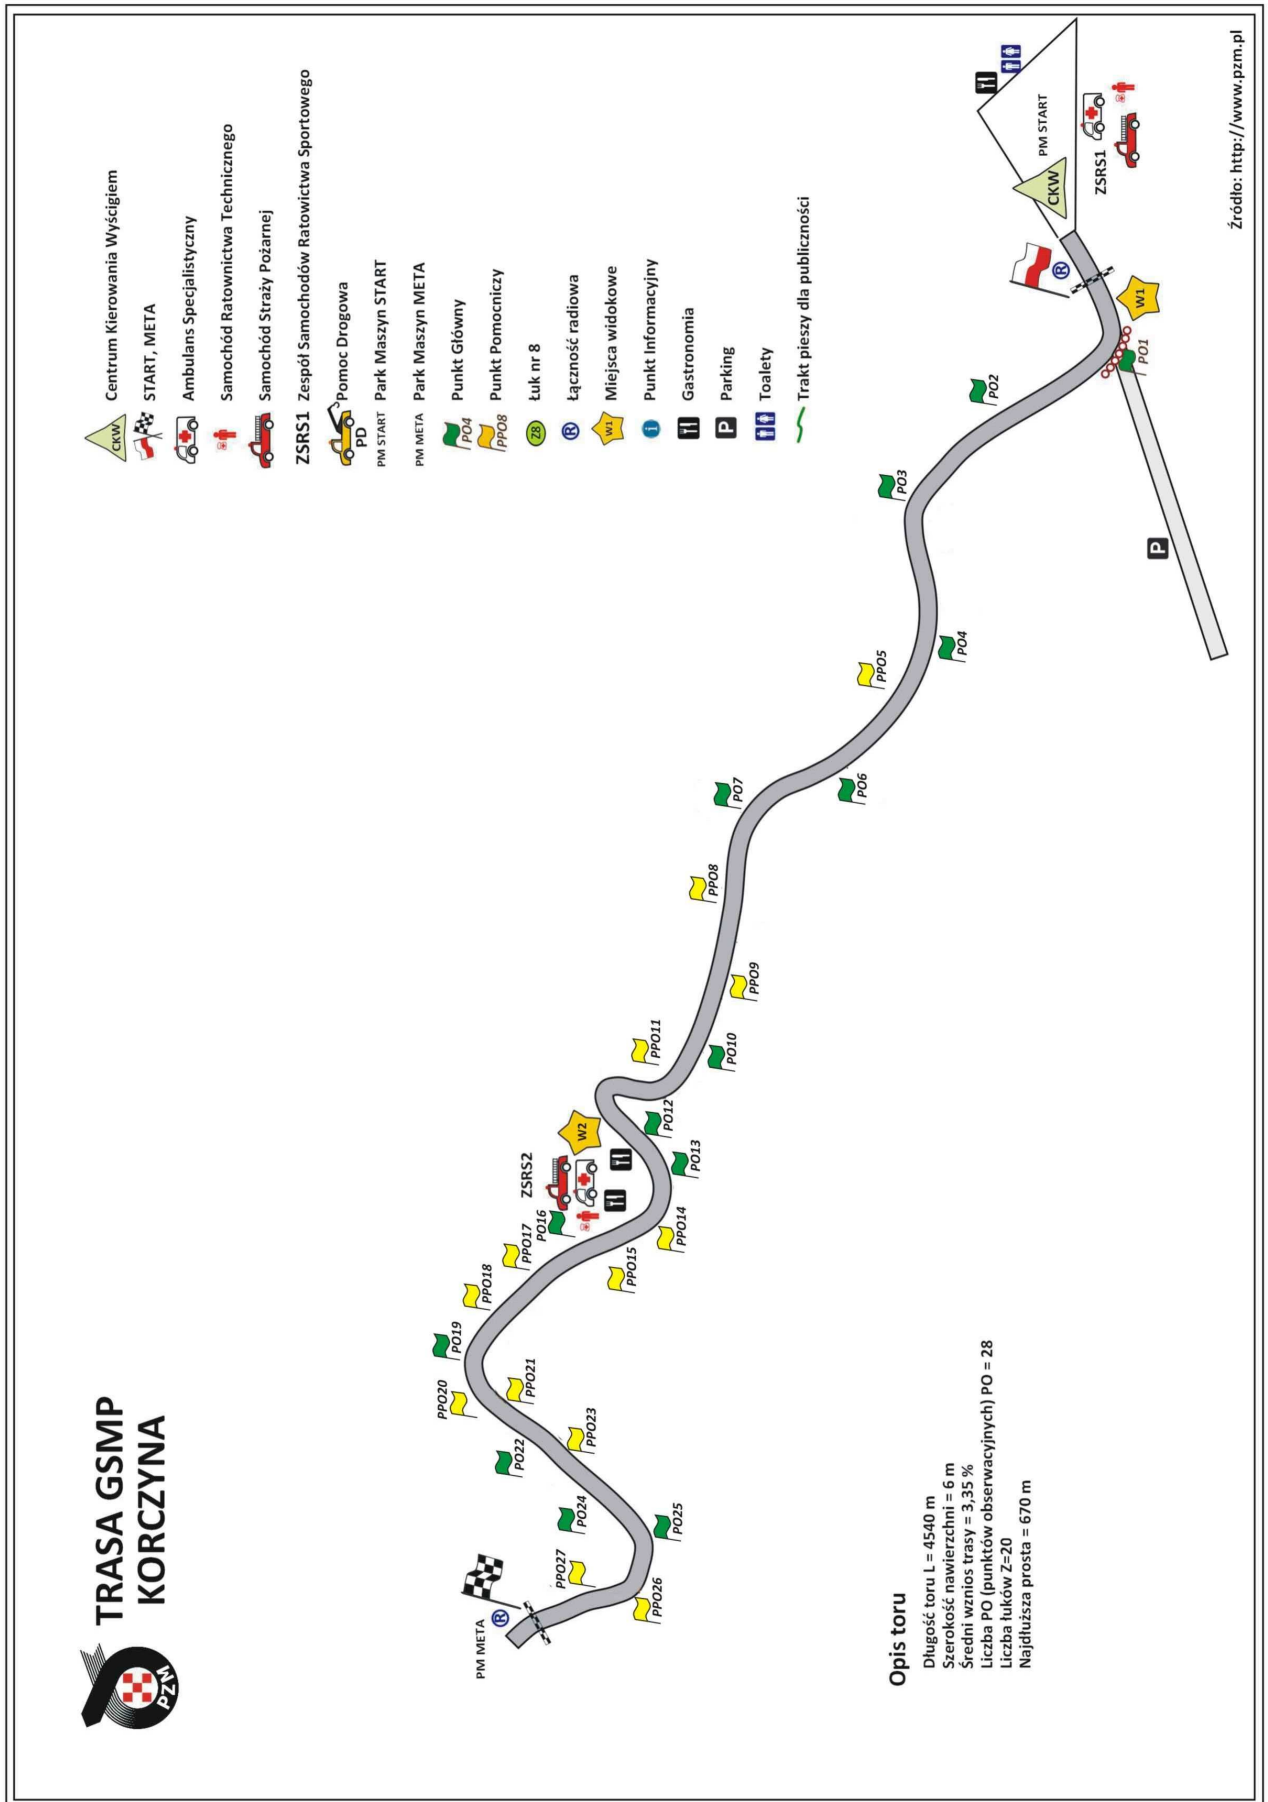 TRASA GSMP
KORCZYNA
PZM
CKW Centrum Kierowania Wyścigiem
START, META
Ambulans Specjalistyczny
Samochód Ratownictwa Technicznego
Samochód Straży Pożarnej
ZSRS1 Zespół Samochodów Ratowictwa Sportowego
PD Pomoc Drogowa
PM START Park Maszyn START
PM META Park Maszyn META
PO4 Punkt Główny
PPO8 Punkt Pomocniczy
Z8 Łuk nr 8
R Łączność radiowa
W1 Miejsca widokowe
i Punkt Informacyjny
Gastronomia
P Parking
Toalety
Trakt pieszy dla publiczności
PM META
R
PPO27
PPO26
PO25
PO24
PPO23
PO22
PPO21
PPO20
PO19
PPO18
PPO17
PO16
PPO15
PPO14
ZSRS2
W2
PO13
PO12
PPO11
PO10
PPO9
PPO8
PO7
PO6
PPO5
PO4
PO3
PO2
PO1
P
W1
R
CKW
PM START
ZSRS1
Opis toru
Długość toru L = 4540 m
Szerokość nawierzchni = 6 m
Średni wznios trasy = 3,35 %
Liczba PO (punktów obserwacyjnych) PO = 28
Liczba łuków Z=20
Najdłuższa prosta = 670 m
Źródło: http://www.pzm.pl